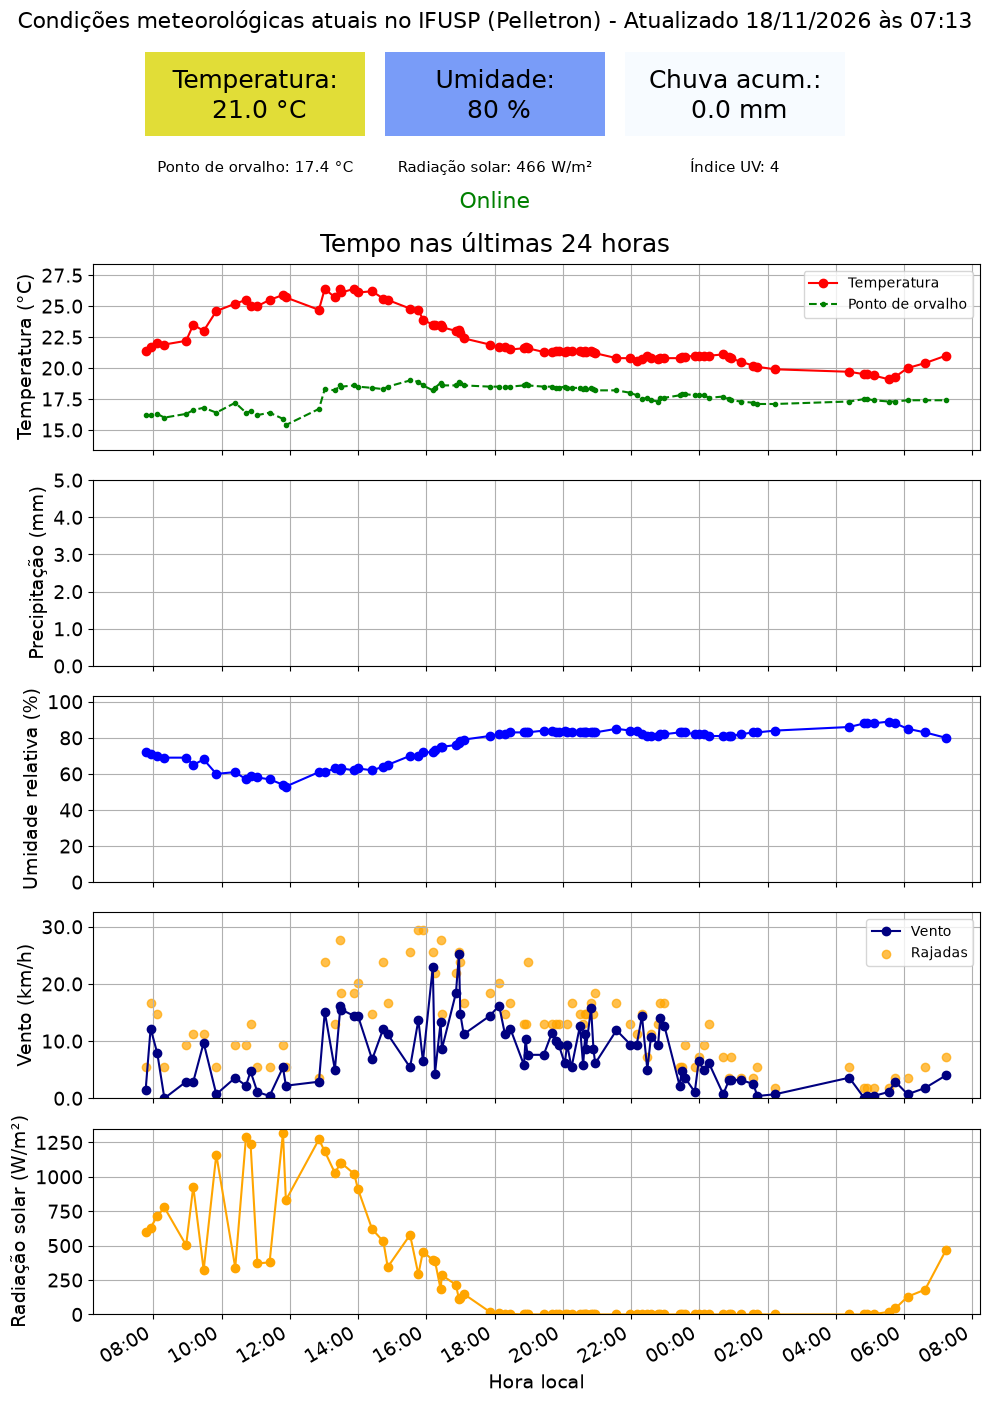 Condições meteorológicas atuais no IFUSP (Pelletron) - Atualizado 18/11/2026 às 07:13
Temperatura:
21.0 °C
Umidade:
80 %
Chuva acum.:
0.0 mm
Ponto de orvalho: 17.4 °C
Radiação solar: 466 W/m²
Índice UV: 4
Online
Tempo nas últimas 24 horas
Temperatura (°C)
27.5
25.0
22.5
20.0
17.5
15.0
Temperatura
Ponto de orvalho
Precipitação (mm)
5.0
4.0
3.0
2.0
1.0
0.0
Umidade relativa (%)
100
80
60
40
20
0
Vento (km/h)
30.0
20.0
10.0
0.0
Vento
Rajadas
Radiação solar (W/m²)
1250
1000
750
500
250
0
08:00
10:00
12:00
14:00
16:00
18:00
20:00
22:00
00:00
02:00
04:00
06:00
08:00
Hora local